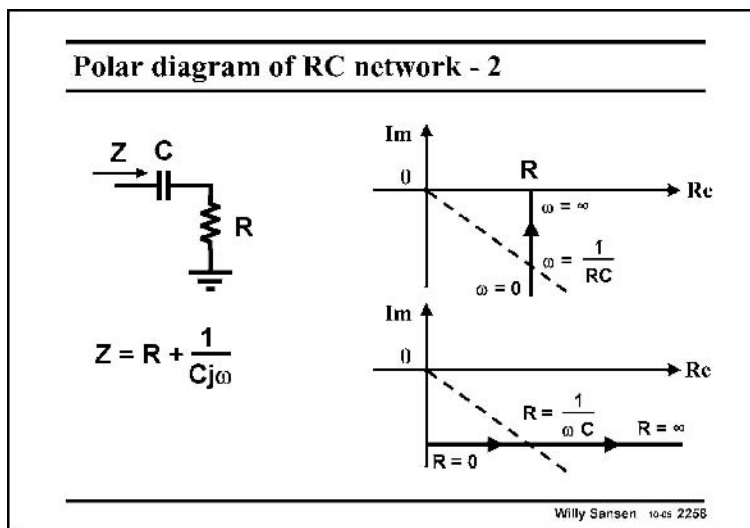 Polar diagram of RC network - 2
Z
C
R
Z = R + 1/Cjω
Im
0
R
Re
ω = ∞
ω = 1/RC
ω = 0
Im
0
Re
R = 1/ω C
R = ∞
R = 0
Willy Sansen 10-05 2258